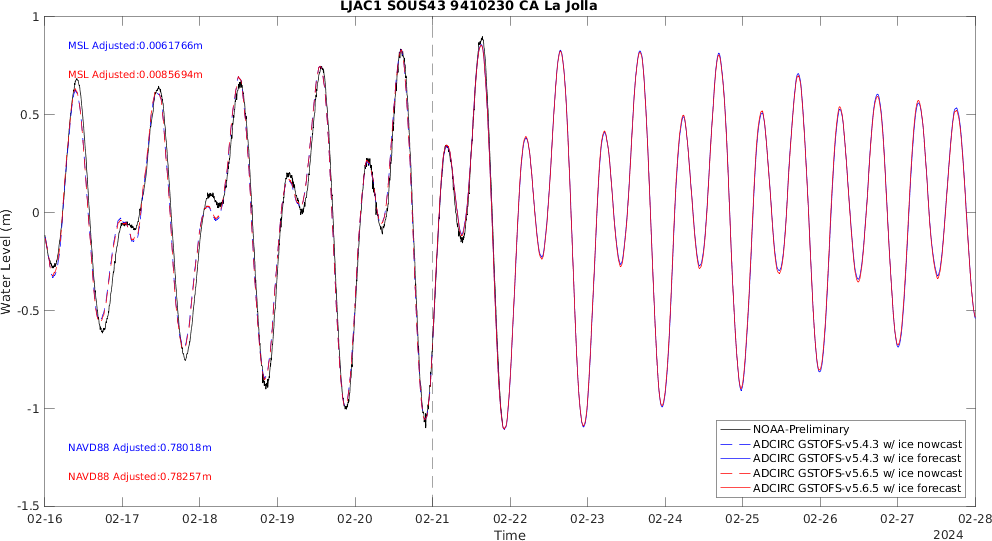 LJAC1 SOUS43 9410230 CA La Jolla
MSL Adjusted:0.0061766m
MSL Adjusted:0.0085694m
NAVD88 Adjusted:0.78018m
NAVD88 Adjusted:0.78257m
Water Level (m)
1
0.5
0
-0.5
-1
-1.5
NOAA-Preliminary
ADCIRC GSTOFS-v5.4.3 w/ ice nowcast
ADCIRC GSTOFS-v5.4.3 w/ ice forecast
ADCIRC GSTOFS-v5.6.5 w/ ice nowcast
ADCIRC GSTOFS-v5.6.5 w/ ice forecast
02-16 02-17 02-18 02-19 02-20 02-21 02-22 02-23 02-24 02-25 02-26 02-27 02-28
Time
2024